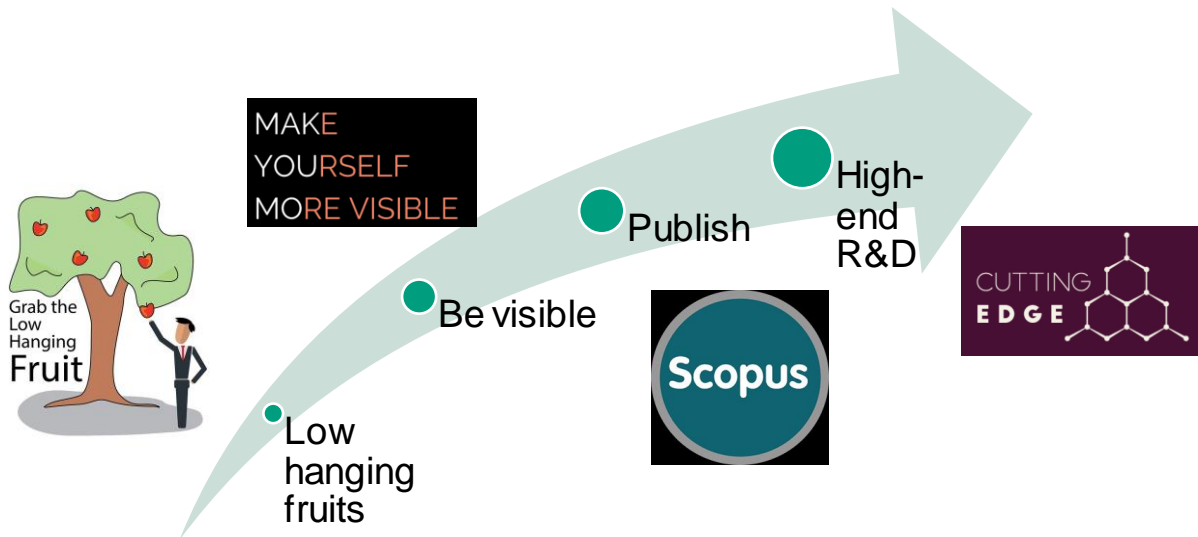 MAKE
YOURSELF
MORE VISIBLE
Grab the
Low
Hanging
Fruit
Low
hanging
fruits
Be visible
Publish
Scopus
High-
end
R&D
CUTTING
EDGE